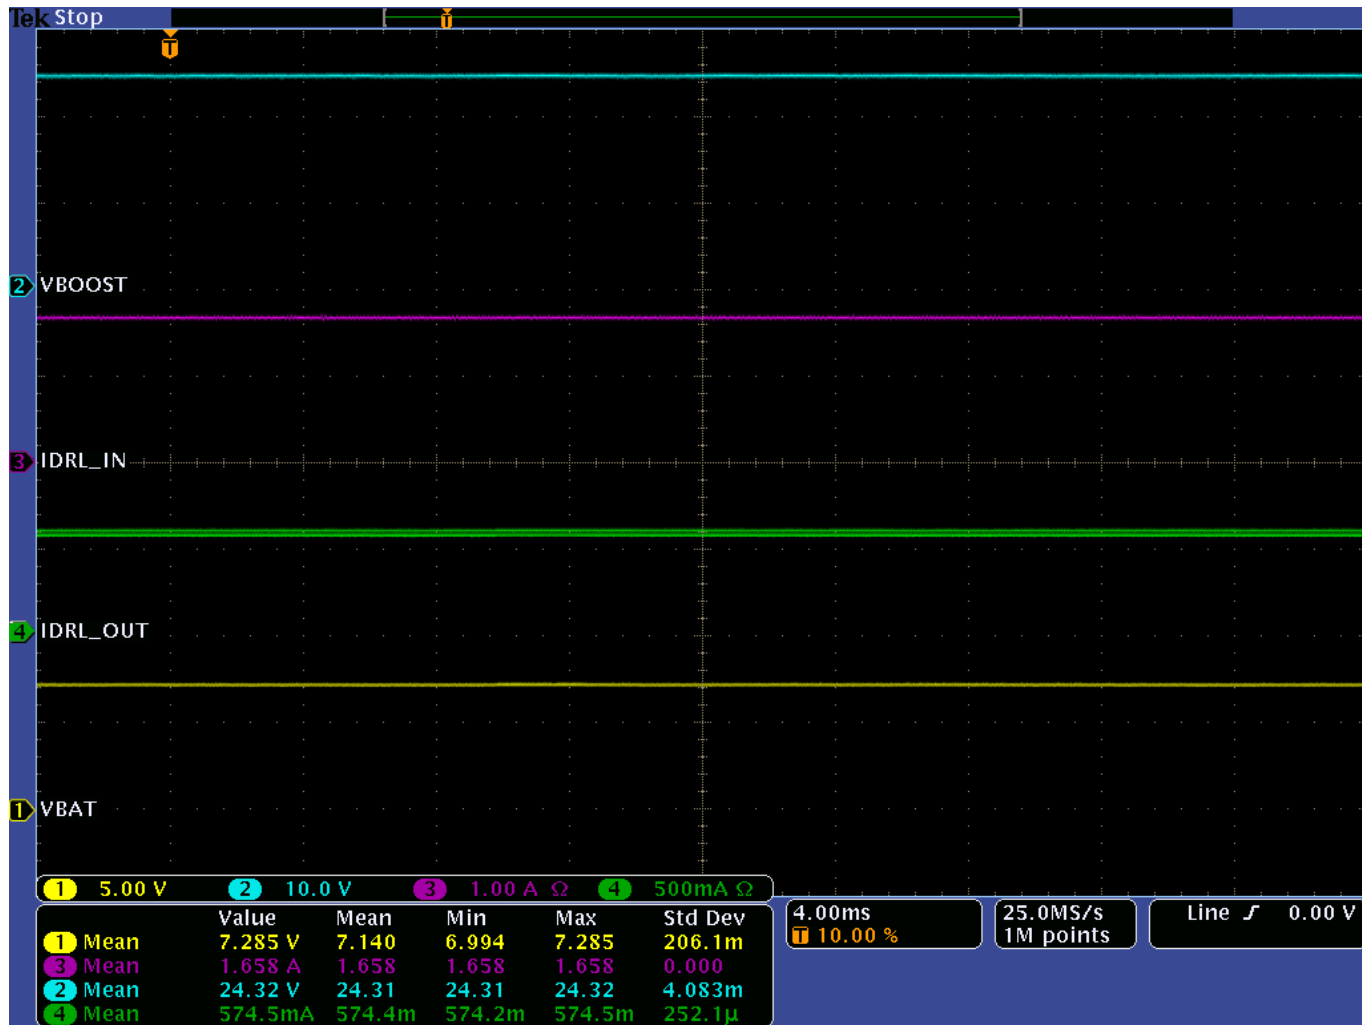 Tek Stop
T
T
2 VBOOST
3 IDRL_IN
4 IDRL_OUT
1 VBAT
1 5.00 V 2 10.0 V 3 1.00 A Ω 4 500mA Ω
Value Mean Min Max Std Dev
1 Mean 7.285 V 7.140 6.994 7.285 206.1m
3 Mean 1.658 A 1.658 1.658 1.658 0.000
2 Mean 24.32 V 24.31 24.31 24.32 4.083m
4 Mean 574.5mA 574.4m 574.2m 574.5m 252.1µ
4.00ms
T 10.00 %
25.0MS/s
1M points
Line 0.00 V